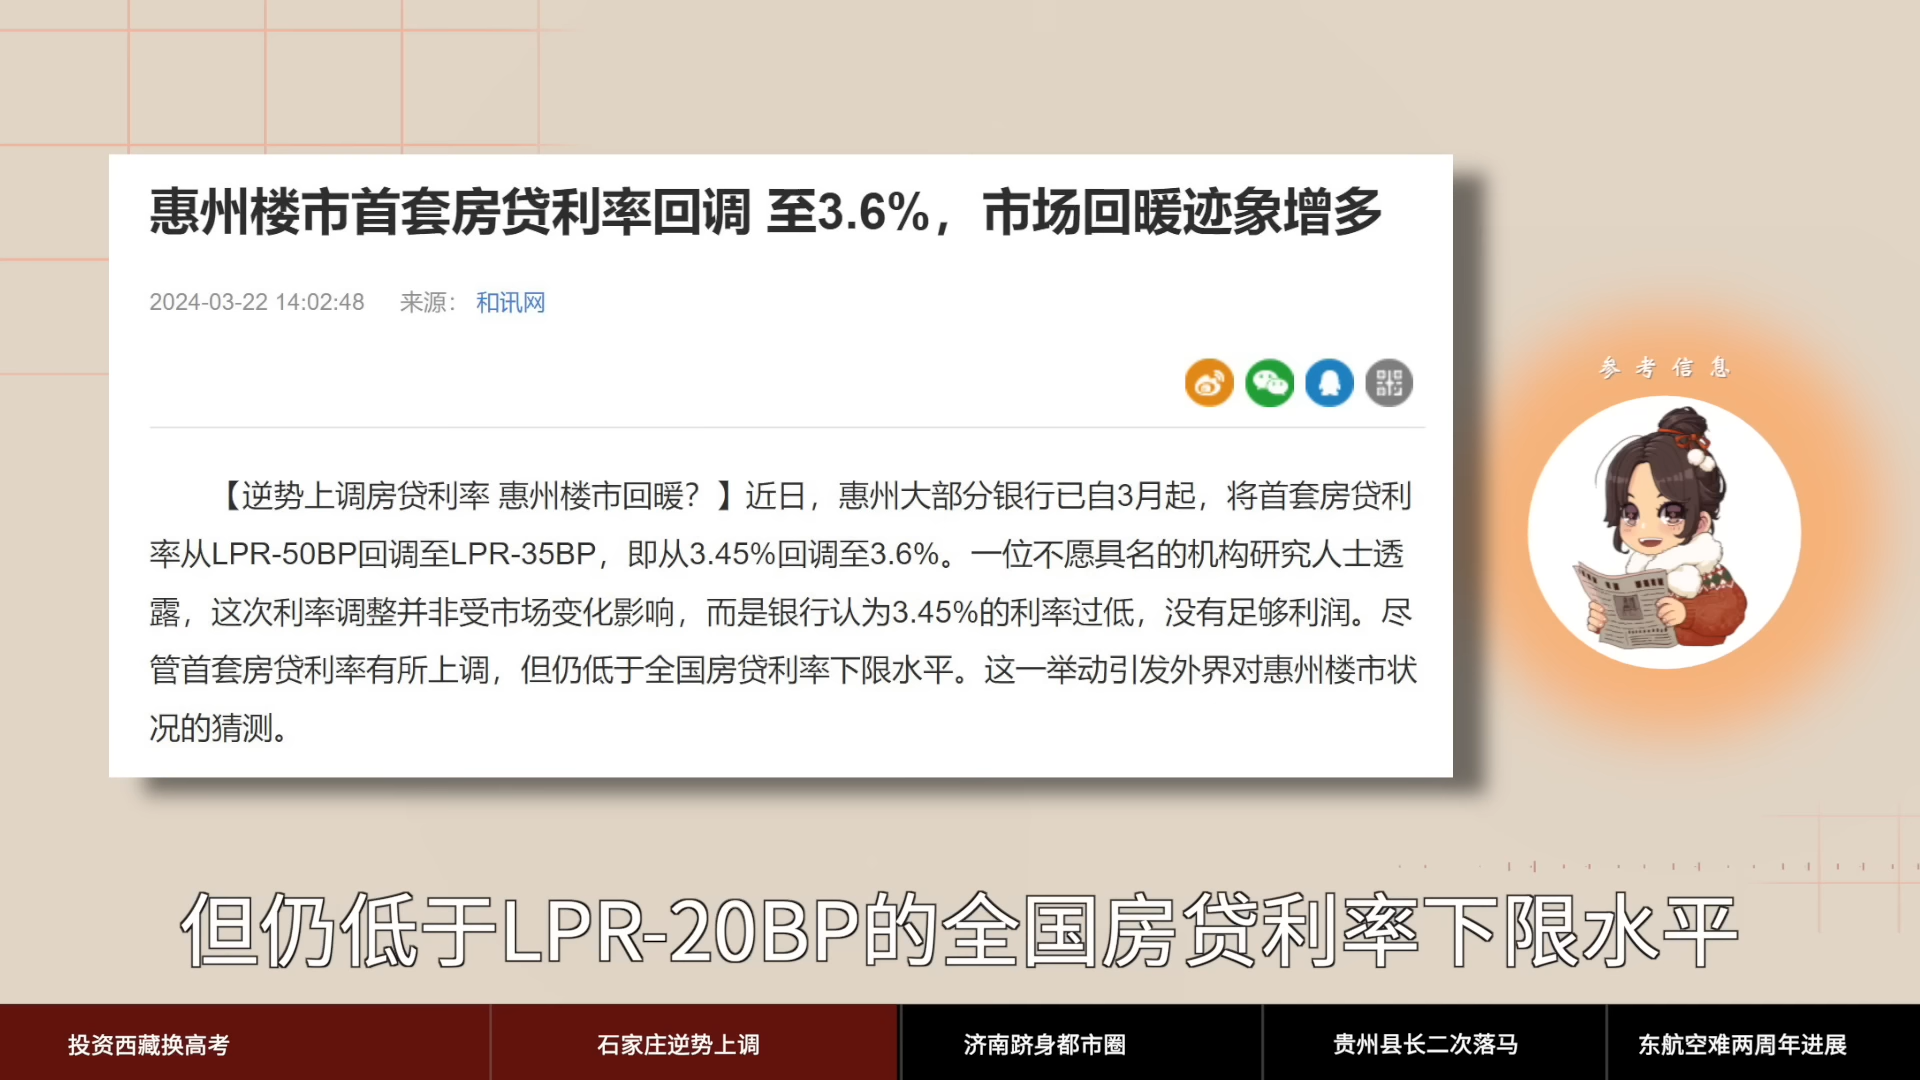 惠州楼市首套房贷利率回调 至3.6%，市场回暖迹象增多
2024-03-22 14:02:48 来源： 和讯网
参考信息
【逆势上调房贷利率 惠州楼市回暖？】近日，惠州大部分银行已自3月起，将首套房贷利
率从LPR-50BP回调至LPR-35BP，即从3.45%回调至3.6%。一位不愿具名的机构研究人士透
露，这次利率调整并非受市场变化影响，而是银行认为3.45%的利率过低，没有足够利润。尽
管首套房贷利率有所上调，但仍低于全国房贷利率下限水平。这一举动引发外界对惠州楼市状
况的猜测。
但仍低于LPR-20BP的全国房贷利率下限水平
投资西藏换高考
石家庄逆势上调
济南跻身都市圈
贵州县长二次落马
东航空难两周年进展